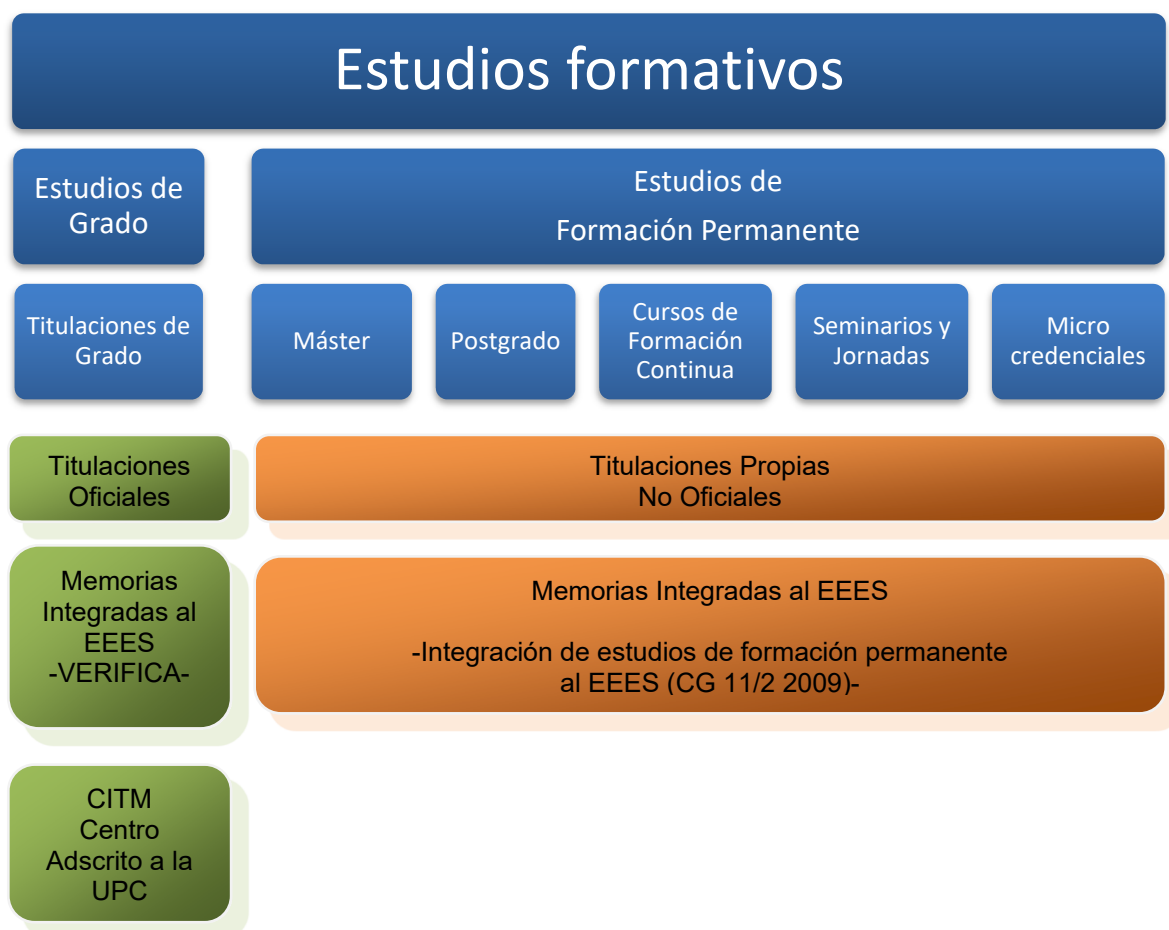 Estudios formativos
Estudios de
Grado
Estudios de
Formación Permanente
Titulaciones de
Grado
Máster
Postgrado
Cursos de
Formación
Continua
Seminarios y
Jornadas
Micro
credenciales
Titulaciones
Oficiales
Titulaciones Propias
No Oficiales
Memorias
Integradas al
EEES
-VERIFICA-
Memorias Integradas al EEES
-Integración de estudios de formación permanente
al EEES (CG 11/2 2009)-
CITM
Centro
Adscrito a la
UPC